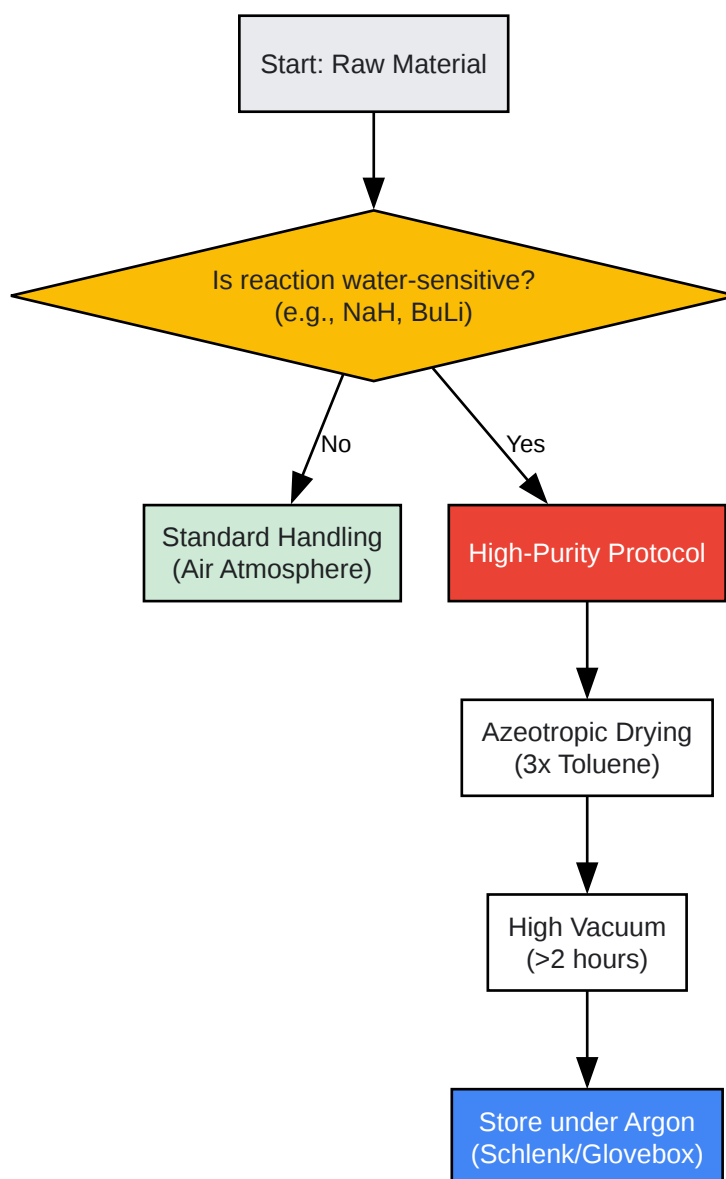 Start: Raw Material
Is reaction water-sensitive?
(e.g., NaH, BuLi)
No
Yes
Standard Handling
(Air Atmosphere)
High-Purity Protocol
Azeotropic Drying
(3x Toluene)
High Vacuum
(>2 hours)
Store under Argon
(Schlenk/Glovebox)